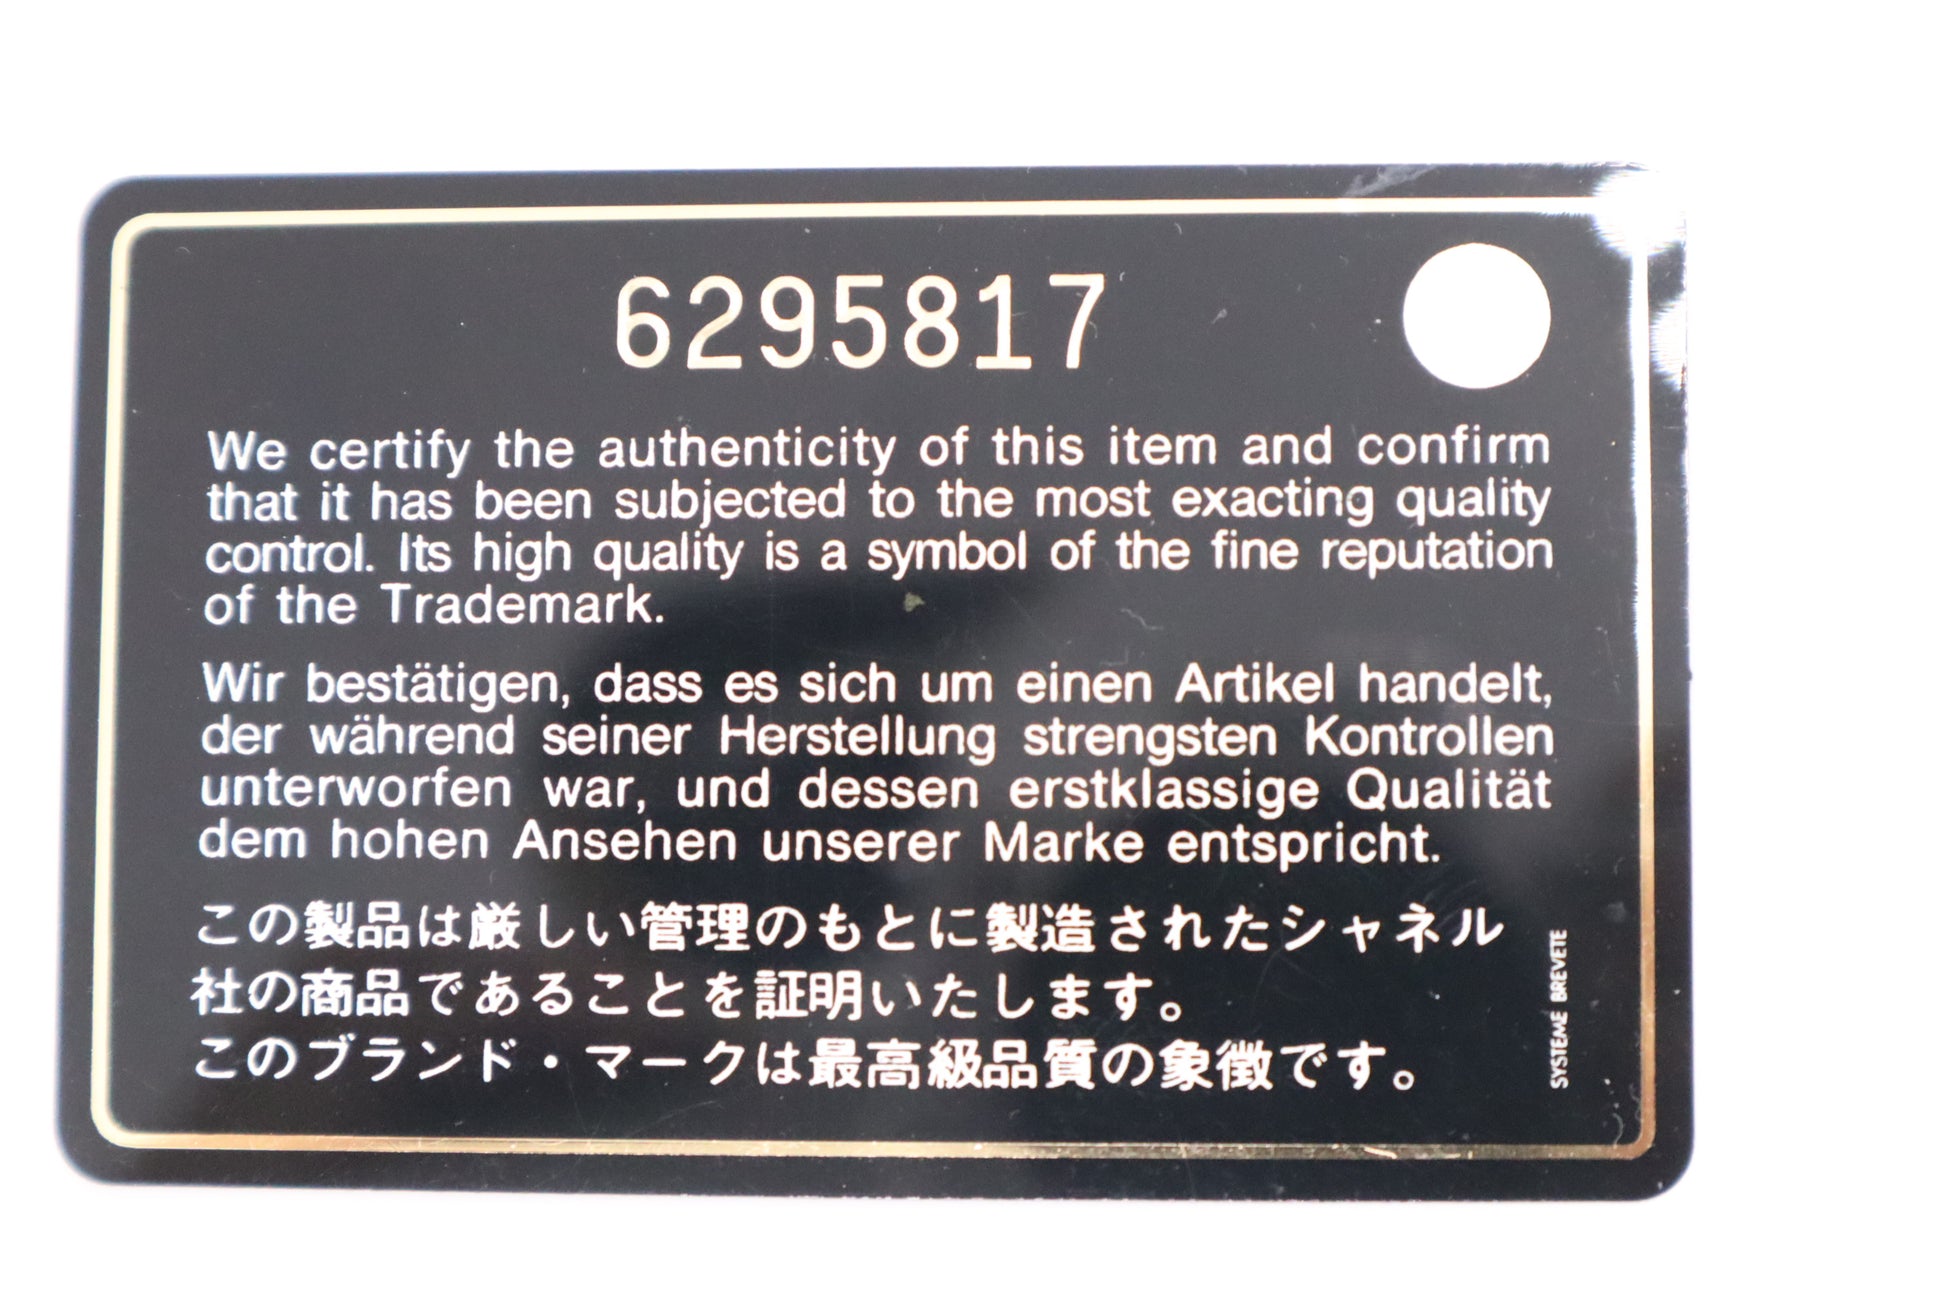 6295817
We certify the authenticity of this item and confirm
that it has been subjected to the most exacting quality
control. Its high quality is a symbol of the fine reputation
of the Trademark.
Wir bestätigen, dass es sich um einen Artikel handelt,
der während seiner Herstellung strengsten Kontrollen
unterworfen war, und dessen erstklassige Qualität
dem hohen Ansehen unserer Marke entspricht.
この製品は厳しい管理のもとに製造されたシャネル
社の商品であることを証明いたします。
このブランド・マークは最高級品質の象徴です。
SYSTEME BREVETE